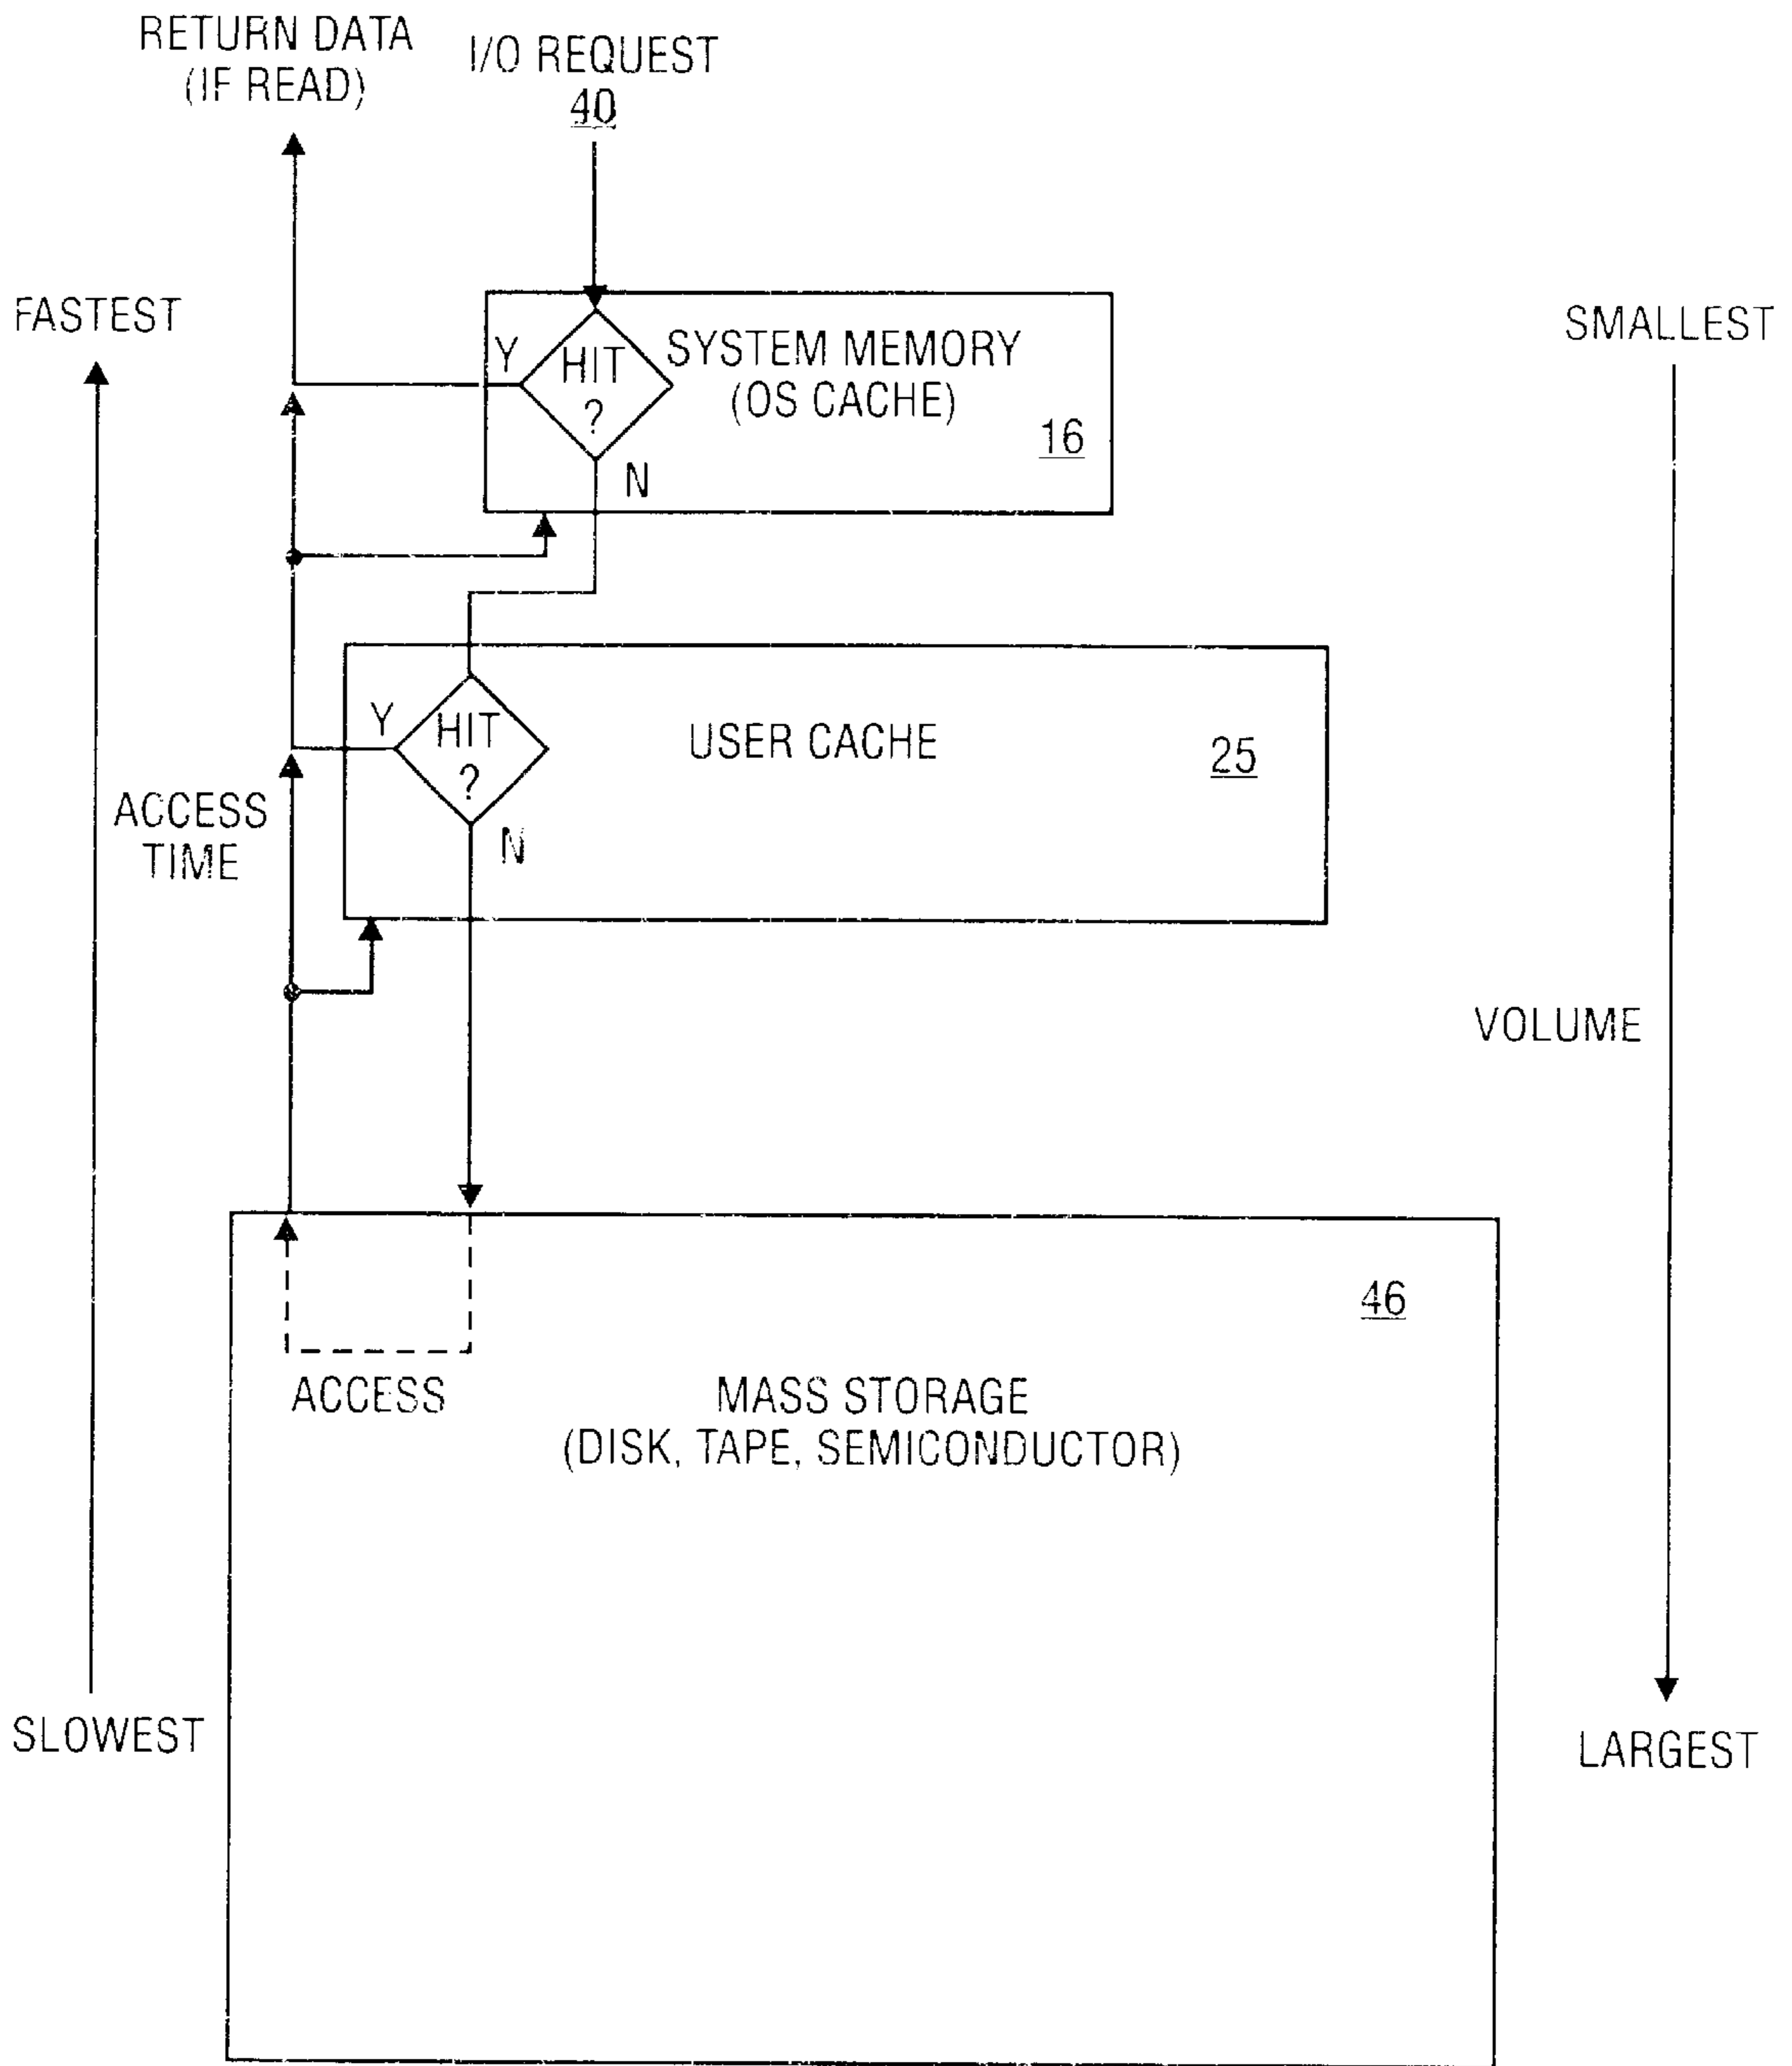 RETURN DATA
(IF READ)
I/O REQUEST
40
FASTEST
SMALLEST
Y
HIT
?
N
SYSTEM MEMORY
(OS CACHE)
16
Y
HIT
?
N
USER CACHE
25
ACCESS
TIME
VOLUME
46
ACCESS
MASS STORAGE
(DISK, TAPE, SEMICONDUCTOR)
SLOWEST
LARGEST